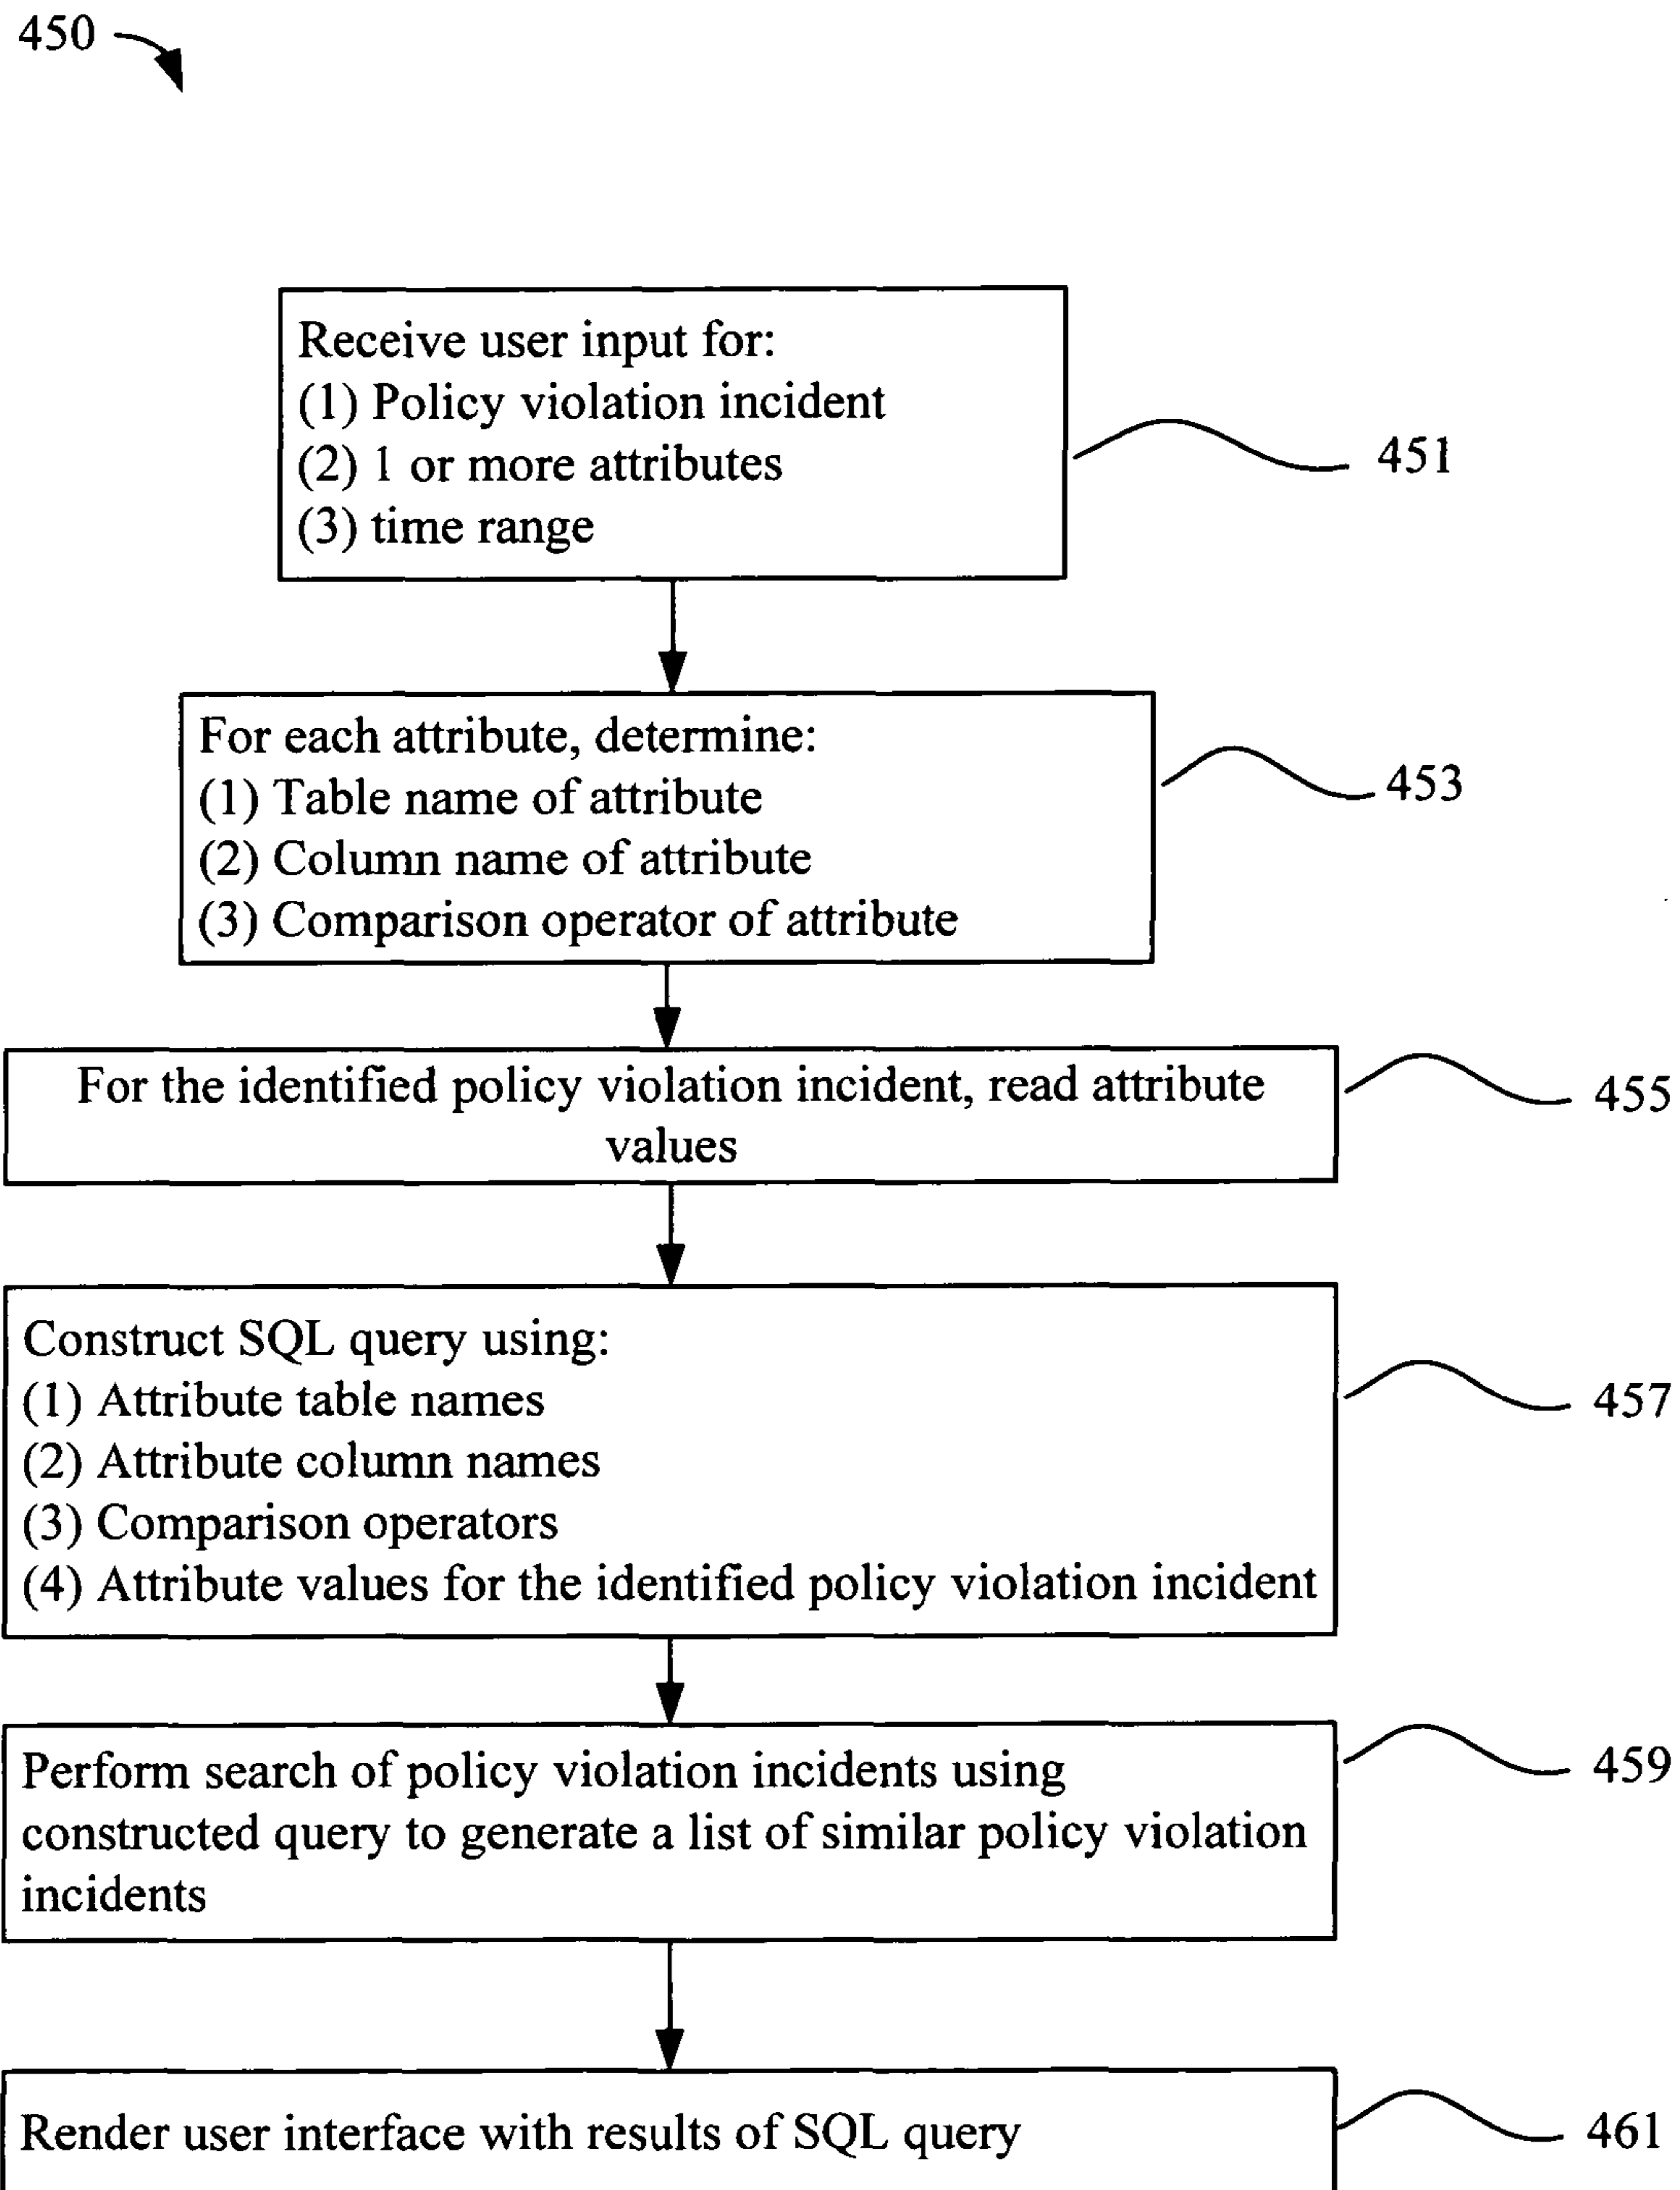 450
Receive user input for:
(1) Policy violation incident
(2) 1 or more attributes
(3) time range
451
For each attribute, determine:
(1) Table name of attribute
(2) Column name of attribute
(3) Comparison operator of attribute
453
For the identified policy violation incident, read attribute
values
455
Construct SQL query using:
(1) Attribute table names
(2) Attribute column names
(3) Comparison operators
(4) Attribute values for the identified policy violation incident
457
Perform search of policy violation incidents using
constructed query to generate a list of similar policy violation
incidents
459
Render user interface with results of SQL query
461